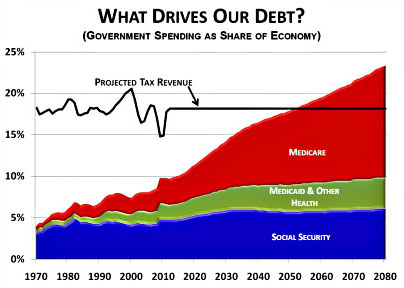 WHAT DRIVES OUR DEBT?
(GOVERNMENT SPENDING AS SHARE OF ECONOMY)
25%
PROJECTED TAX REVENUE
20%
15%
MEDICARE
10%
MEDICAID & OTHER
HEALTH
5%
SOCIAL SECURITY
0%
1970 1980 1990 2000 2010 2020 2030 2040 2050 2060 2070 2080